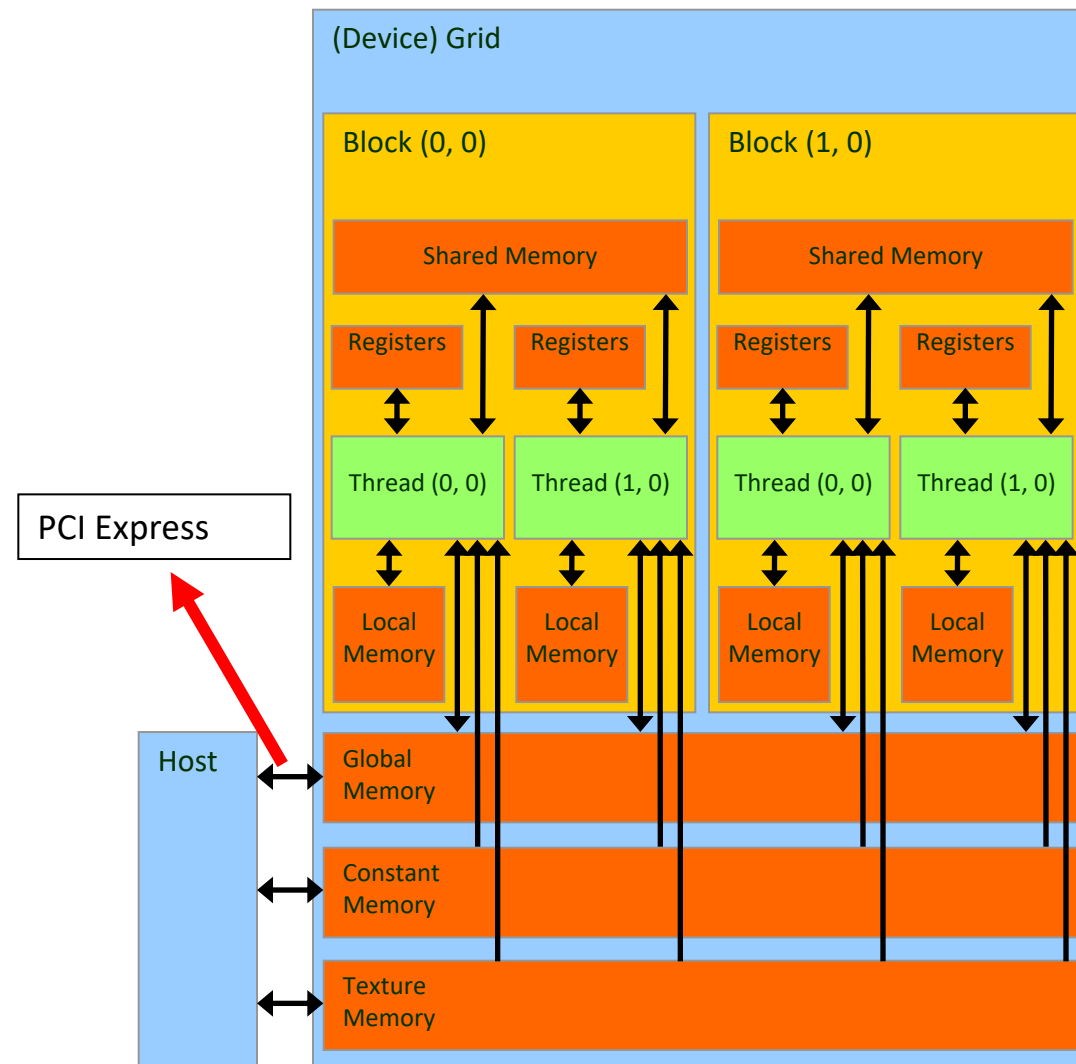 (Device) Grid
Block (0, 0)
Block (1, 0)
Shared Memory
Shared Memory
Registers
Registers
Registers
Registers
Thread (0, 0)
Thread (1, 0)
Thread (0, 0)
Thread (1, 0)
PCI Express
Local
Memory
Local
Memory
Local
Memory
Local
Memory
Host
Global
Memory
Constant
Memory
Texture
Memory